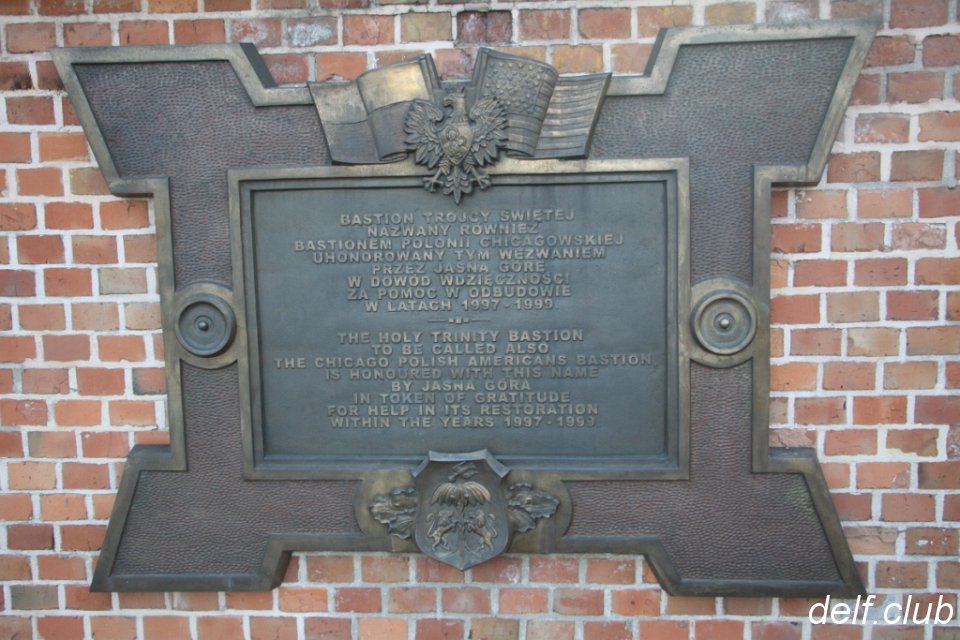 BASTION TRÓJCY ŚWIĘTEJ
NAZWANY RÓWNIEŻ
BASTIONEM POLONII CHICAGOWSKIEJ
UHONOROWANY TYM WEZWANIEM
PRZEZ JASNĄ GÓRĘ
W DOWÓD WDZIĘCZNOŚCI
ZA POMOC W ODBUDOWIE
W LATACH 1997 - 1999.
THE HOLY TRINITY BASTION
TO BE CALLED ALSO
THE CHICAGO POLISH AMERICANS BASTION,
IS HONOURED WITH THIS NAME
BY JASNA GÓRA
IN TOKEN OF GRATITUDE
FOR HELP IN ITS RESTORATION
WITHIN THE YEARS 1997 - 1999.
delf.club